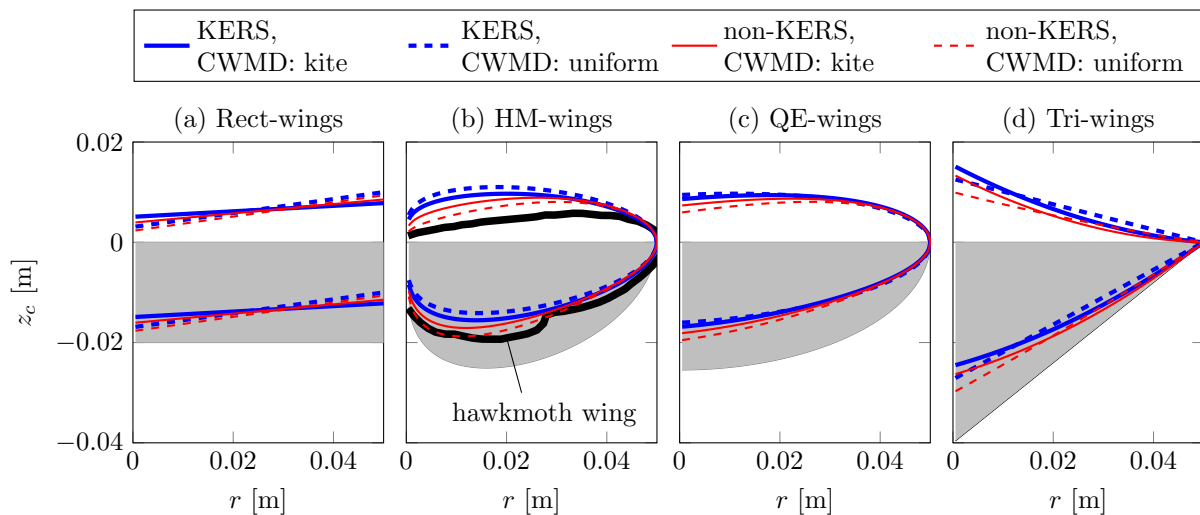 KERS,
CWMD: kite
KERS,
CWMD: uniform
non-KERS,
CWMD: kite
non-KERS,
CWMD: uniform
(a) Rect-wings
(b) HM-wings
(c) QE-wings
(d) Tri-wings
0.02
0
−0.02
−0.04
z_c [m]
hawkmoth wing
0 0.02 0.04
0 0.02 0.04
0 0.02 0.04
0 0.02 0.04
r [m]
r [m]
r [m]
r [m]